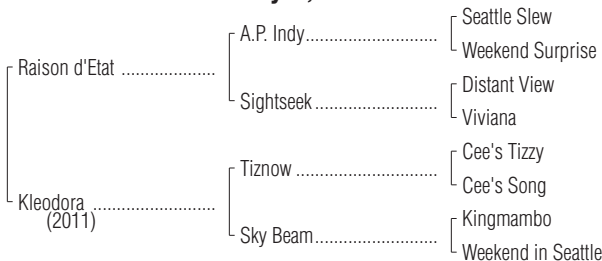 Seattle Slew
A.P. Indy
Weekend Surprise
Raison d'Etat
Distant View
Sightseek
Viviana
Cee's Tizzy
Tiznow
Cee's Song
Kleodora
(2011)
Kingmambo
Sky Beam
Weekend in Seattle